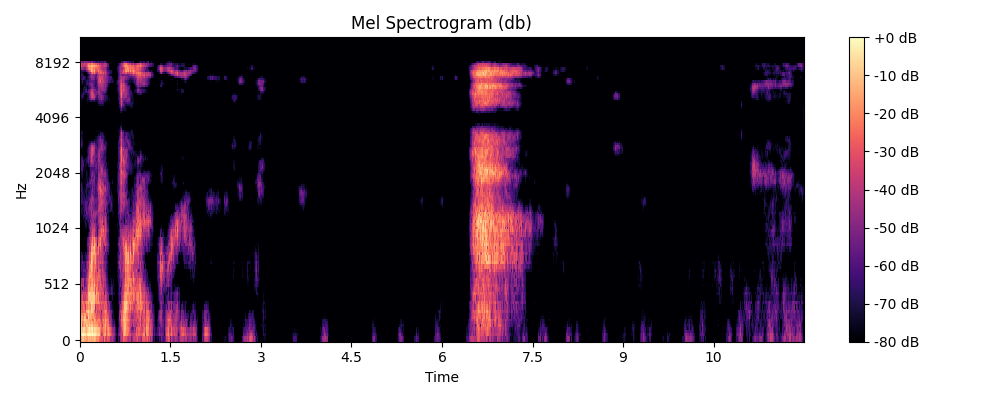 Mel Spectrogram (db)
Hz
8192
4096
2048
1024
512
0
0 1.5 3 4.5 6 7.5 9 10
Time
+0 dB
-10 dB
-20 dB
-30 dB
-40 dB
-50 dB
-60 dB
-70 dB
-80 dB